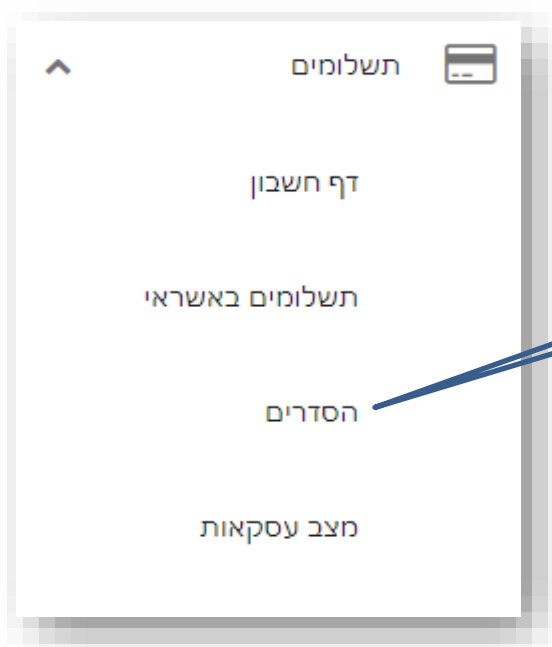 תשלומים
דף חשבון
תשלומים באשראי
הסדרים
מצב עסקאות